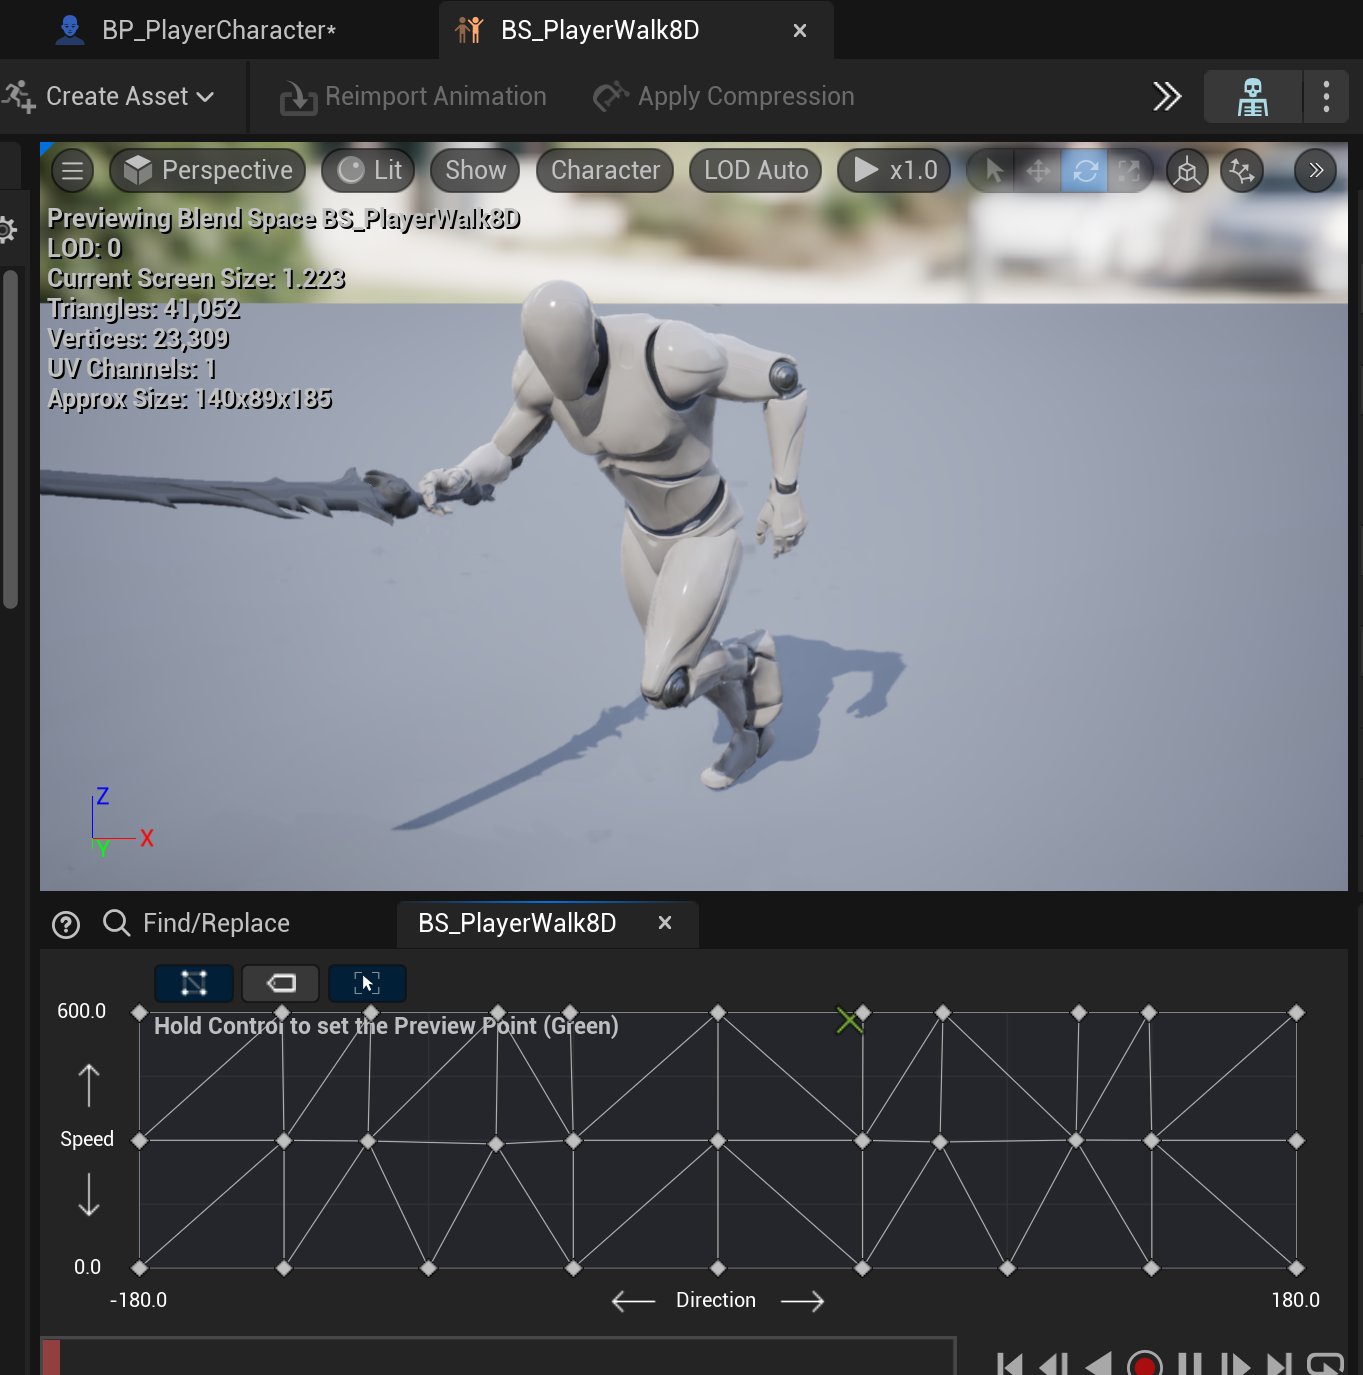 BP_PlayerCharacter*
BS_PlayerWalk8D
Create Asset
Reimport Animation
Apply Compression
Perspective
Lit
Show
Character
LOD Auto
x1.0
Previewing Blend Space BS_PlayerWalk8D
LOD: 0
Current Screen Size: 1.223
Triangles: 41,052
Vertices: 23,309
UV Channels: 1
Approx Size: 140x89x185
Z
X
Y
Find/Replace
BS_PlayerWalk8D
600.0
Hold Control to set the Preview Point (Green)
Speed
0.0
-180.0
Direction
180.0